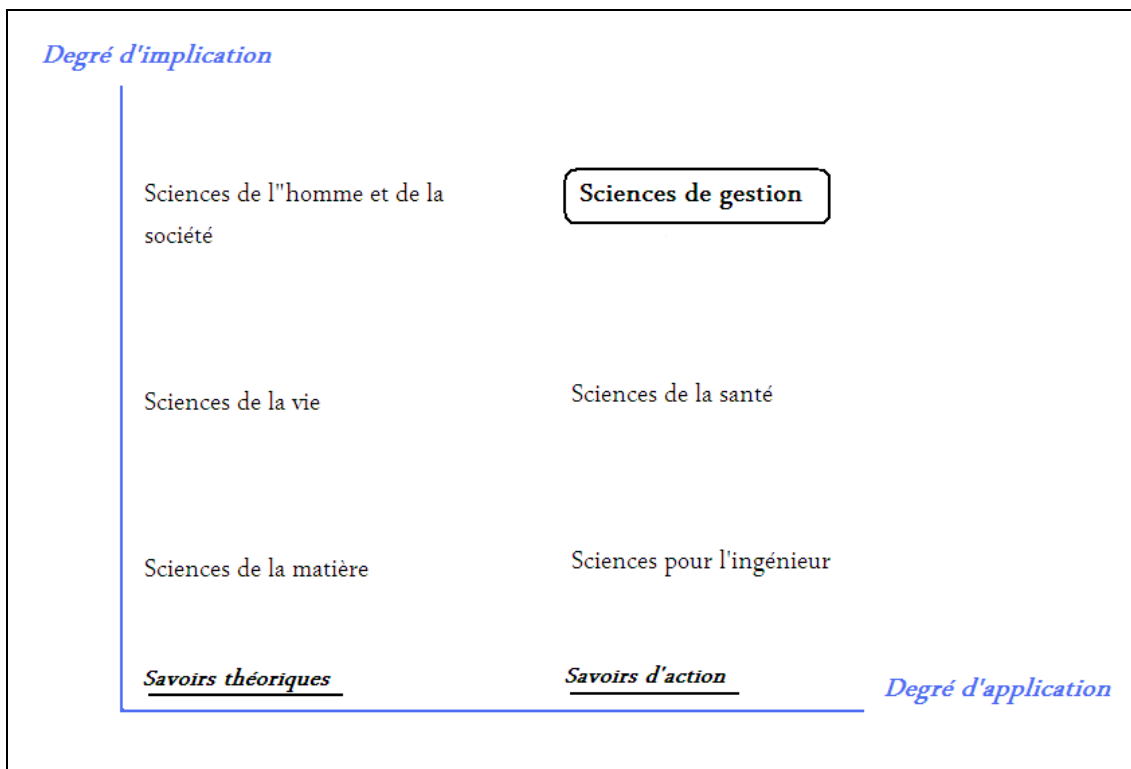 Degré d'implication
Sciences de l"homme et de la
société
Sciences de gestion
Sciences de la vie
Sciences de la santé
Sciences de la matière
Sciences pour l'ingénieur
Savoirs théoriques
Savoirs d'action
Degré d'application